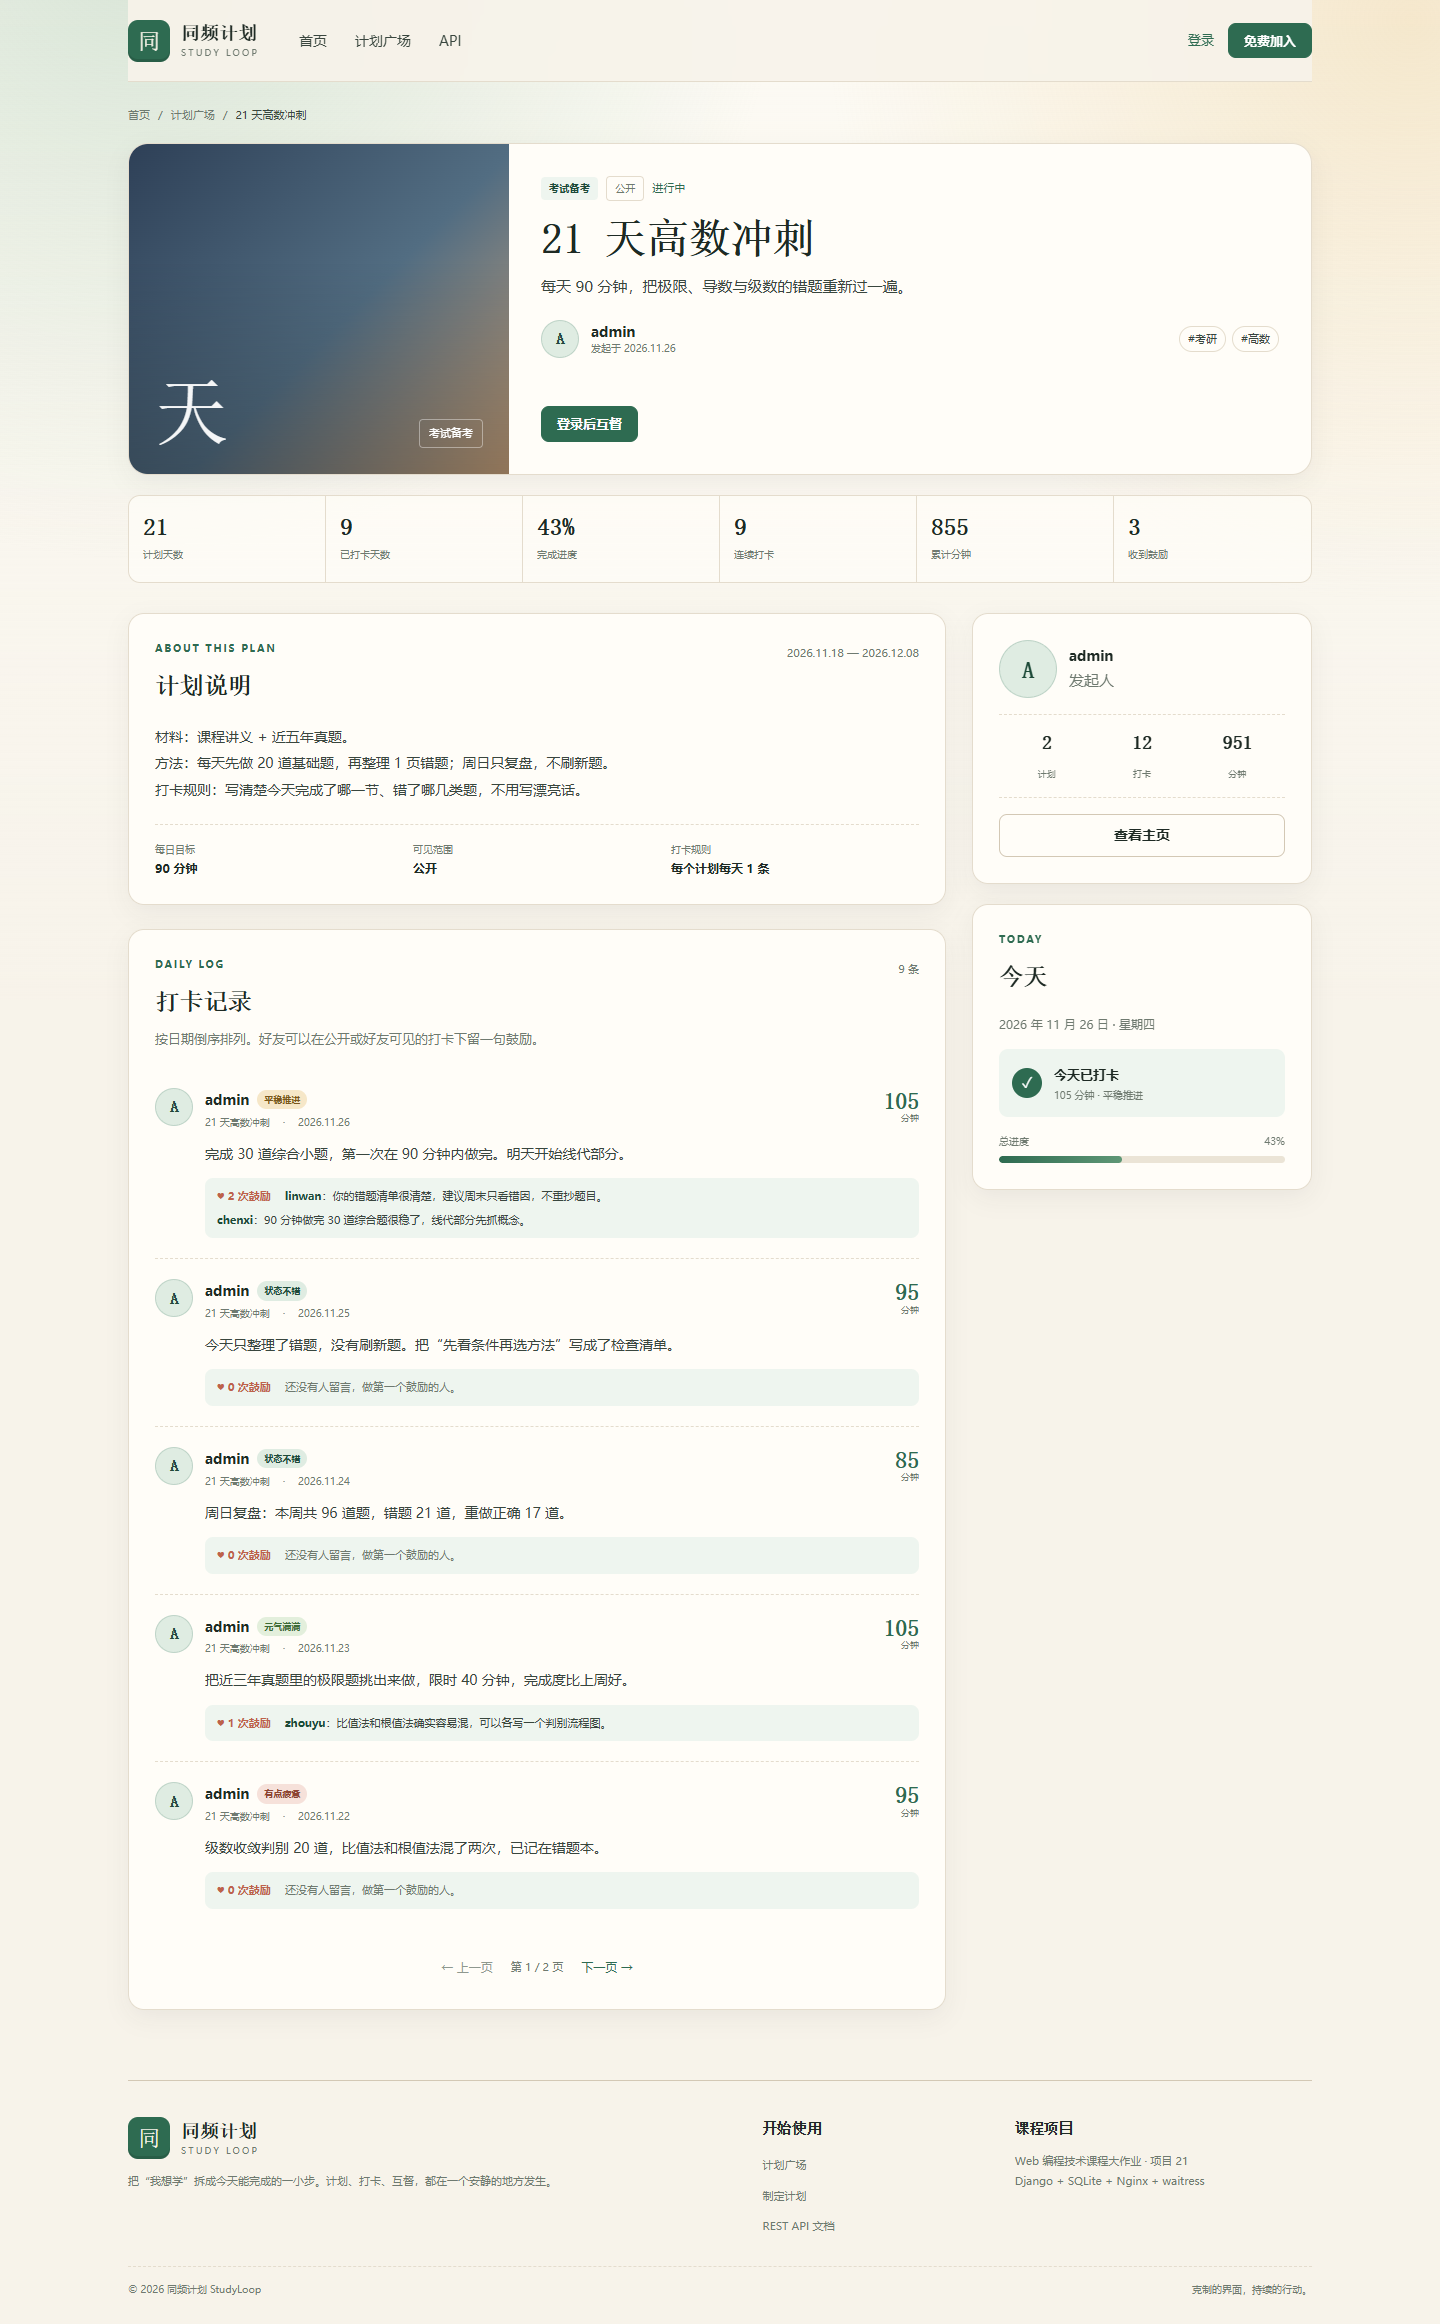 同 同频计划 首页 计划广场 API 登录 免费加入
STUDY LOOP
首页 / 计划广场 / 21 天高数冲刺
考试备考 公开 进行中
21 天高数冲刺
每天 90 分钟，把极限、导数与级数的错题重新过一遍。
A admin #考研 #高数
发起于 2026.11.26
天 考试备考
登录后互督
21 9 43% 9 855 3
计划天数 已打卡天数 完成进度 连续打卡 累计分钟 收到鼓励
ABOUT THIS PLAN 2026.11.18 — 2026.12.08
计划说明
材料：课程讲义 + 近五年真题。
方法：每天先做 20 道基础题，再整理 1 页错题；周日只复盘，不刷新题。
打卡规则：写清楚今天完成了哪一节、错了哪几类题，不用写漂亮话。
每日目标 可见范围 打卡规则
90 分钟 公开 每个计划每天 1 条
A admin
发起人
2 12 951
计划 打卡 分钟
查看主页
DAILY LOG 9 条
打卡记录
按日期倒序排列。好友可以在公开或好友可见的打卡下留一句鼓励。
A admin 平稳推进 105
21 天高数冲刺 · 2026.11.26 分钟
完成 30 道综合小题，第一次在 90 分钟内做完。明天开始线代部分。
♥ 2 次鼓励 linwan：你的错题清单很清楚，建议周末只看错因，不重抄题目。
chenxi：90 分钟做完 30 道综合题很稳了，线代部分先抓概念。
A admin 状态不错 95
21 天高数冲刺 · 2026.11.25 分钟
今天只整理了错题，没有刷新题。把“先看条件再选方法”写成了检查清单。
♥ 0 次鼓励 还没有人留言，做第一个鼓励的人。
A admin 状态不错 85
21 天高数冲刺 · 2026.11.24 分钟
周日复盘：本周共 96 道题，错题 21 道，重做正确 17 道。
♥ 0 次鼓励 还没有人留言，做第一个鼓励的人。
A admin 元气满满 105
21 天高数冲刺 · 2026.11.23 分钟
把近三年真题里的极限题挑出来做，限时 40 分钟，完成度比上周好。
♥ 1 次鼓励 zhouyu：比值法和根值法确实容易混，可以各写一个判别流程图。
A admin 有点疲惫 95
21 天高数冲刺 · 2026.11.22 分钟
级数收敛判别 20 道，比值法和根值法混了两次，已记在错题本。
♥ 0 次鼓励 还没有人留言，做第一个鼓励的人。
← 上一页 第 1 / 2 页 下一页 →
TODAY
今天
2026 年 11 月 26 日 · 星期四
✓ 今天已打卡
105 分钟 · 平稳推进
总进度 43%
同 同频计划
STUDY LOOP
把“我想学”拆成今天能完成的一小步。计划、打卡、互督，都在一个安静的地方发生。
开始使用
计划广场
制定计划
REST API 文档
课程项目
Web 编程技术课程大作业 · 项目 21
Django + SQLite + Nginx + waitress
© 2026 同频计划 StudyLoop 克制的界面，持续的行动。